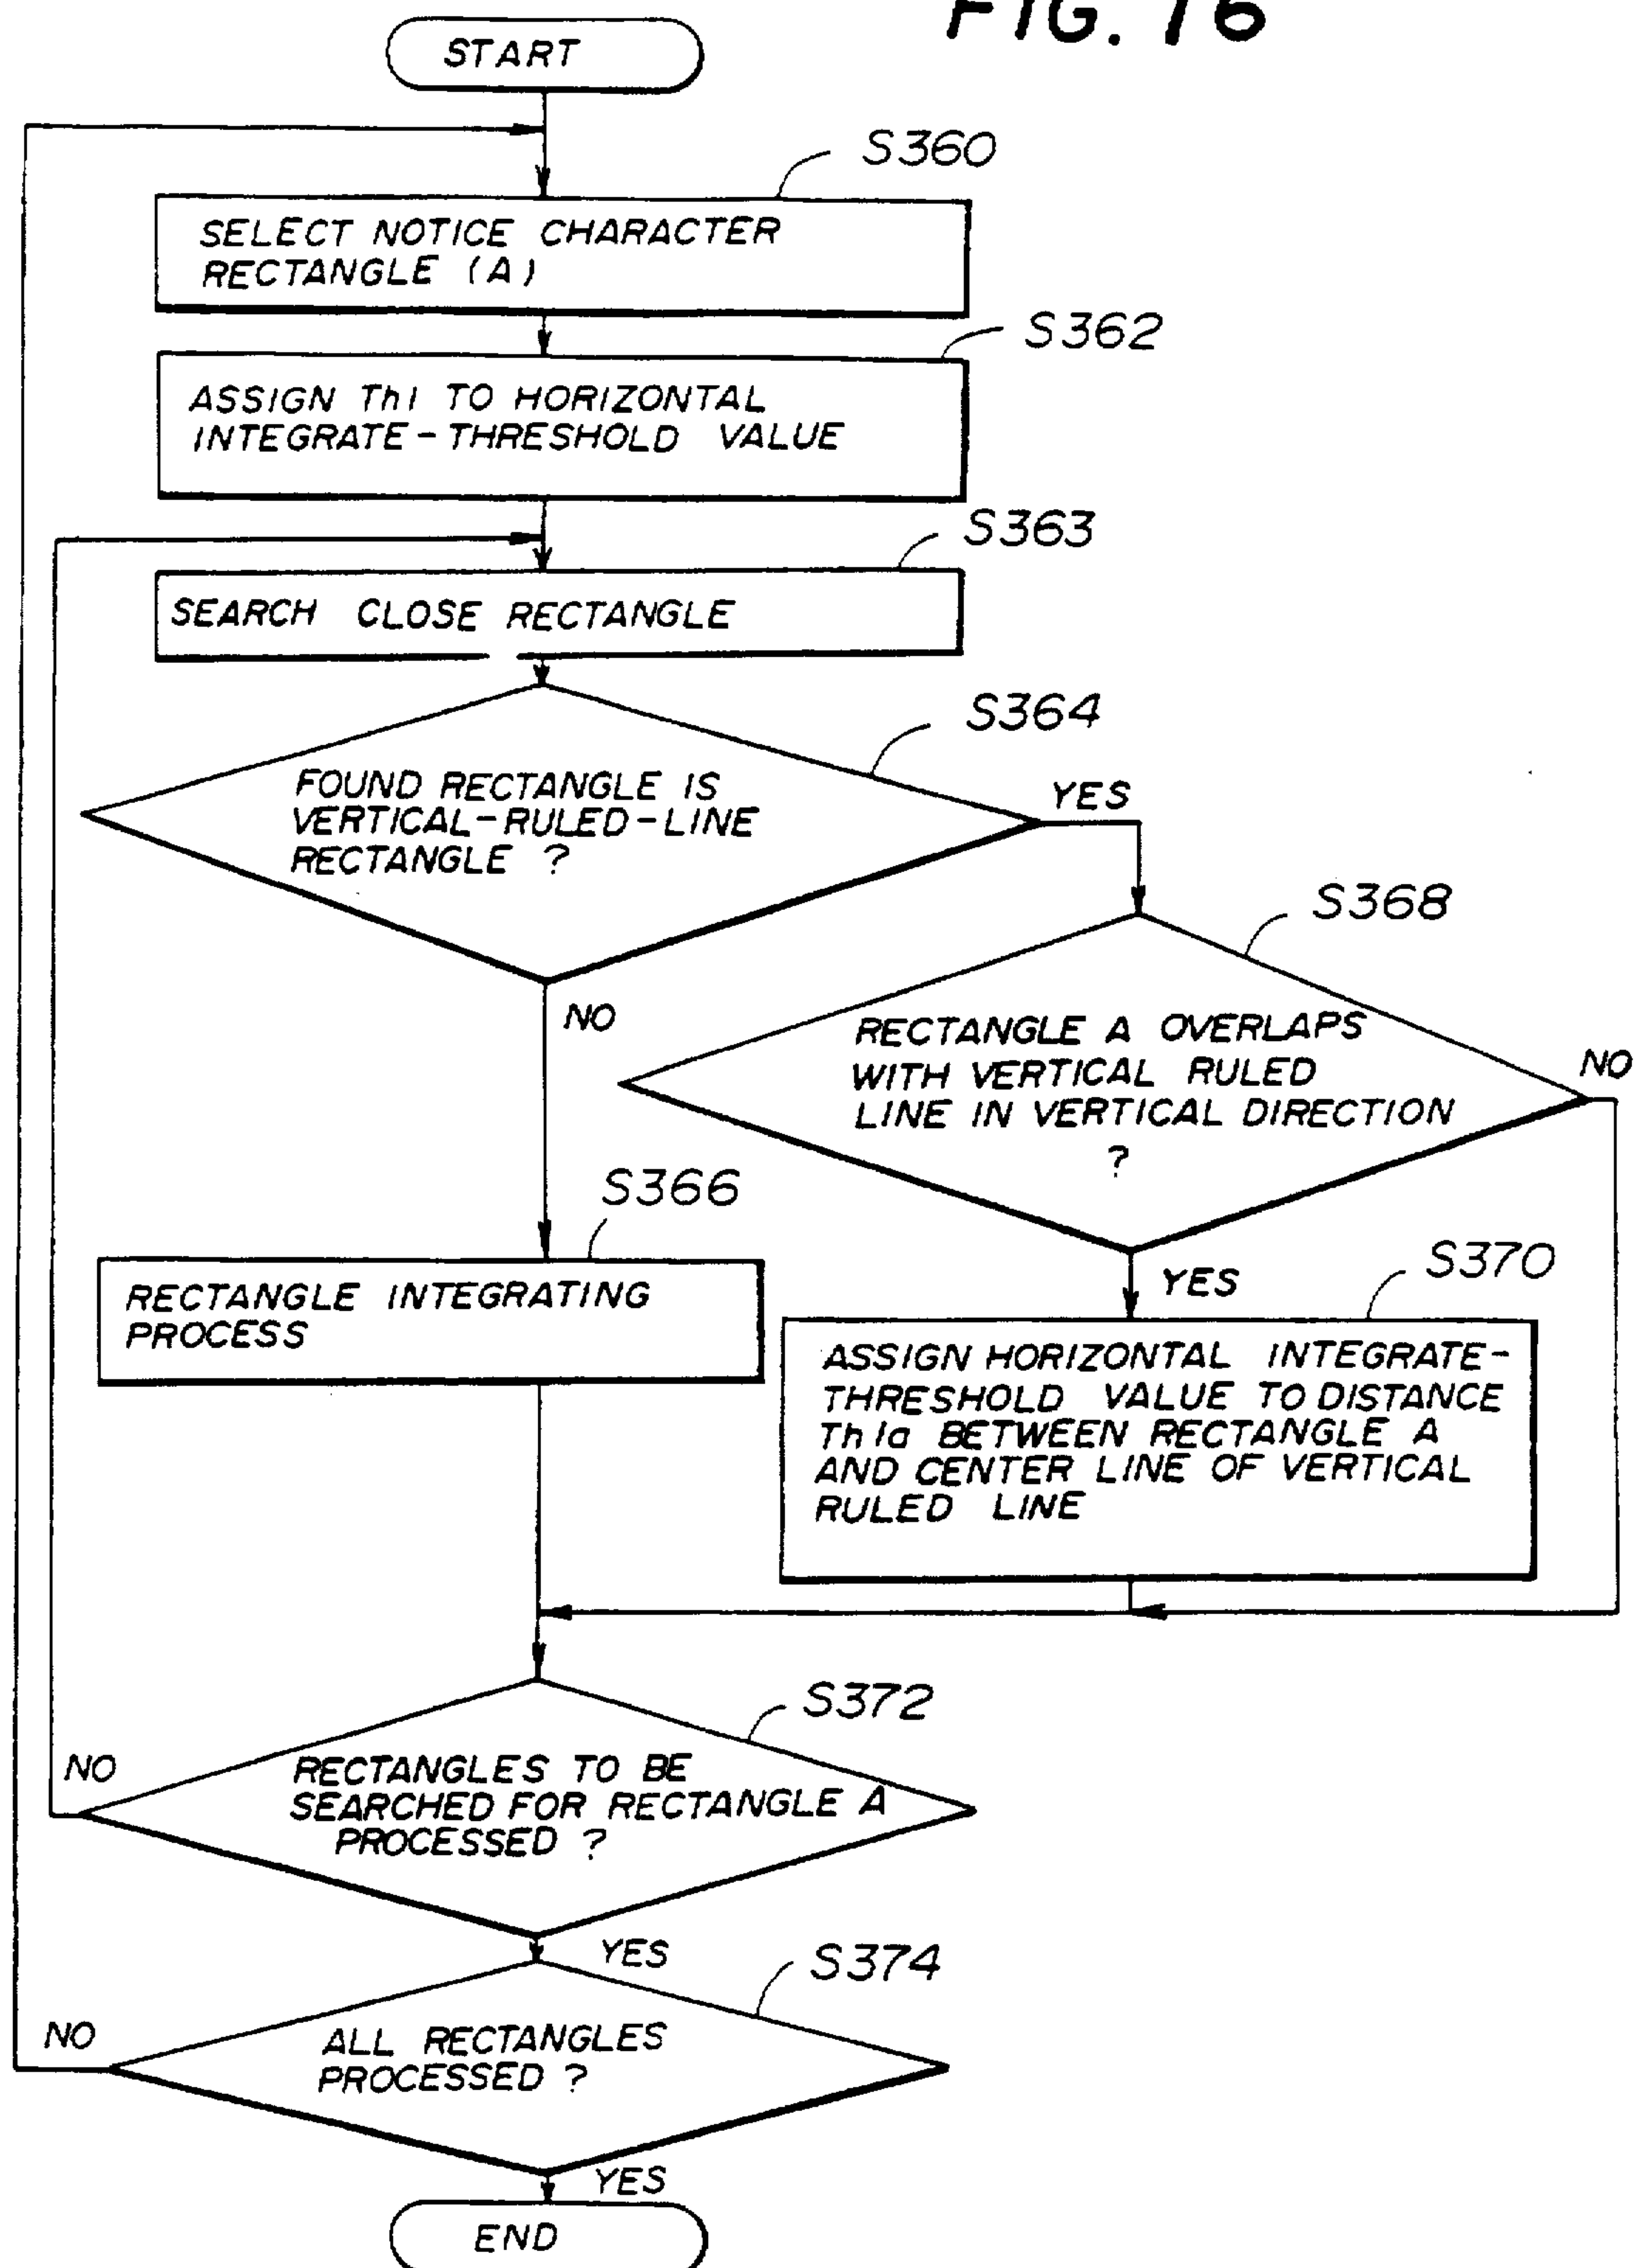 FIG. 16
START
S360
SELECT NOTICE CHARACTER
RECTANGLE (A)
S362
ASSIGN Th1 TO HORIZONTAL
INTEGRATE-THRESHOLD VALUE
S363
SEARCH CLOSE RECTANGLE
S364
FOUND RECTANGLE IS
VERTICAL-RULED-LINE
RECTANGLE ?
YES
NO
S368
RECTANGLE A OVERLAPS
WITH VERTICAL RULED
LINE IN VERTICAL DIRECTION
?
NO
YES
S366
RECTANGLE INTEGRATING
PROCESS
S370
ASSIGN HORIZONTAL INTEGRATE-
THRESHOLD VALUE TO DISTANCE
Th1a BETWEEN RECTANGLE A
AND CENTER LINE OF VERTICAL
RULED LINE
S372
RECTANGLES TO BE
SEARCHED FOR RECTANGLE A
PROCESSED ?
NO
YES
S374
ALL RECTANGLES
PROCESSED ?
NO
YES
END